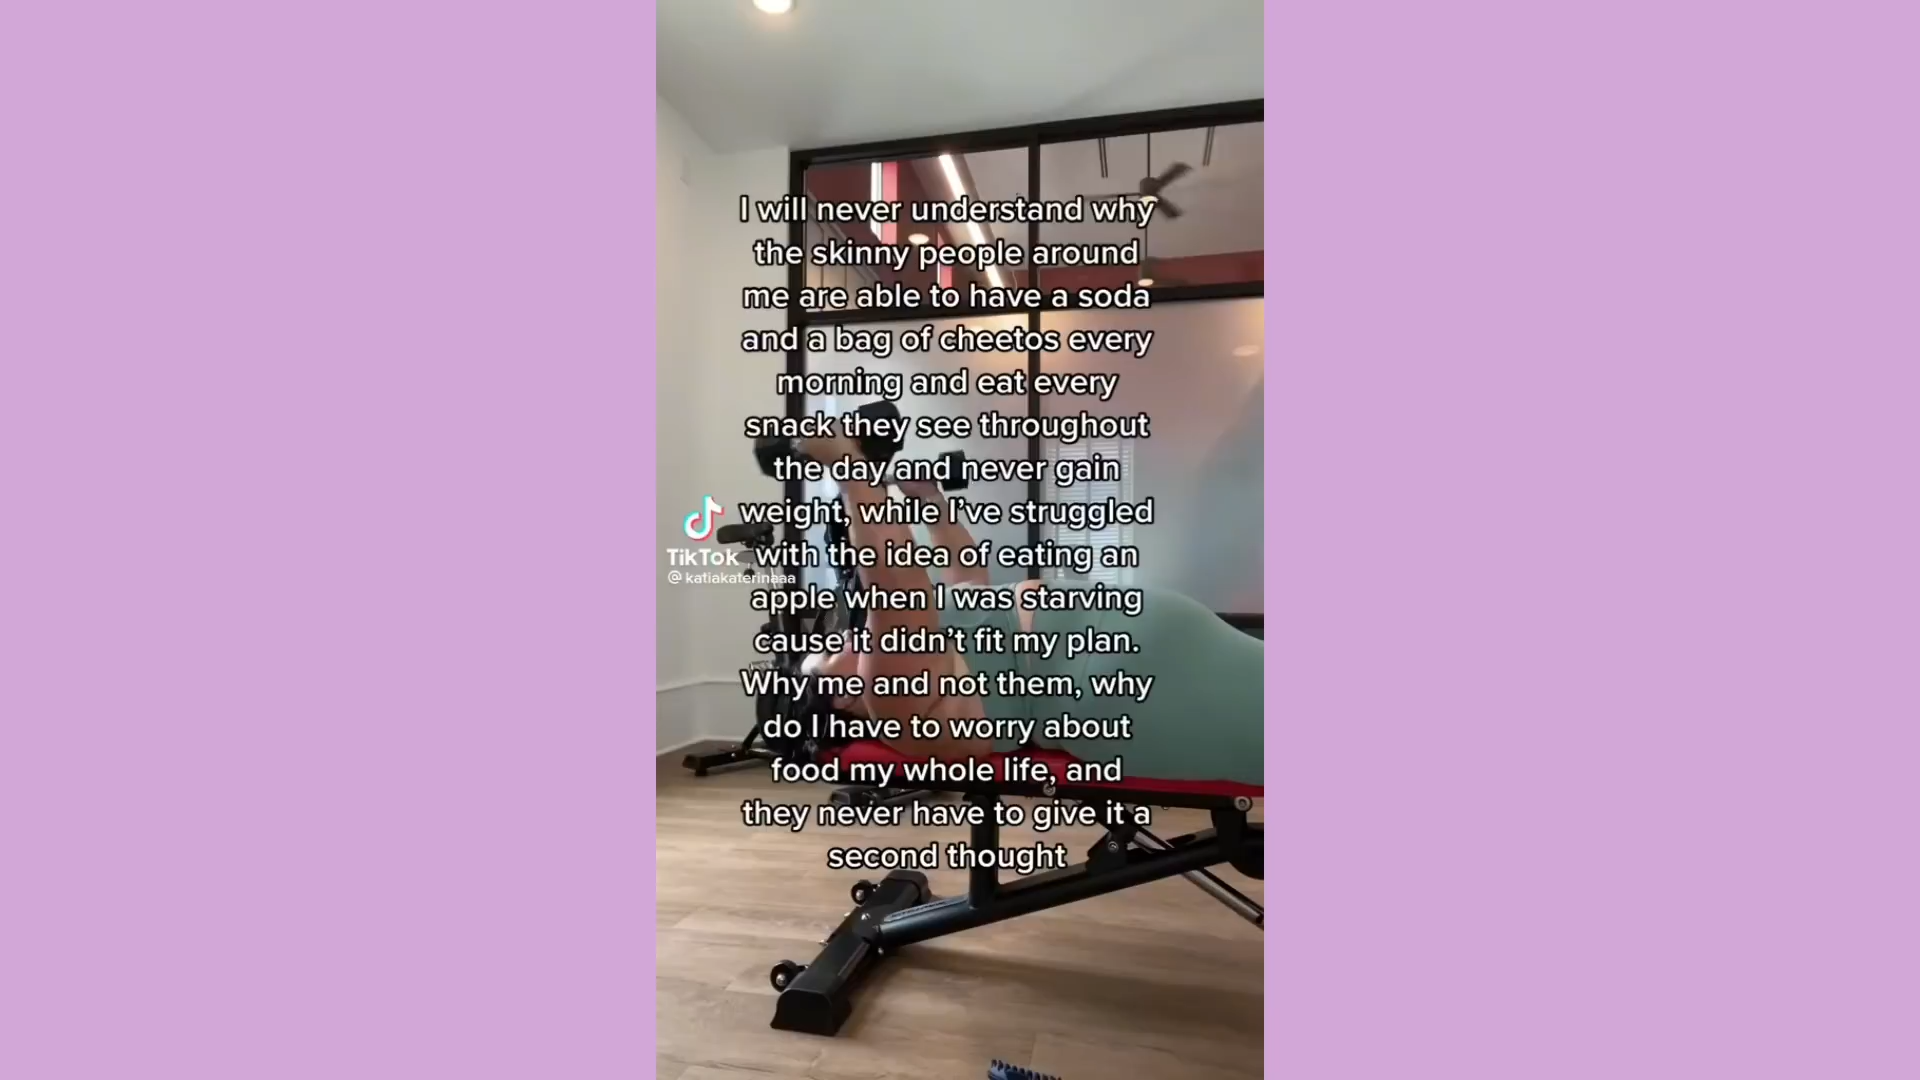 I will never understand why
the skinny people around
me are able to have a soda
and a bag of cheetos every
morning and eat every
snack they see throughout
the day and never gain
weight, while I’ve struggled
with the idea of eating an
apple when I was starving
cause it didn’t fit my plan.
Why me and not them, why
do I have to worry about
food my whole life, and
they never have to give it a
second thought
TikTok
@katiakaterinaaa